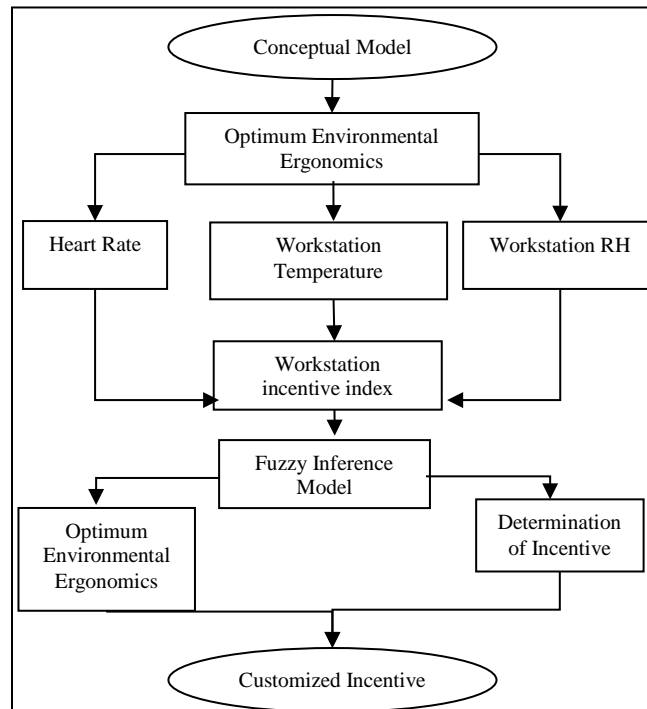 Conceptual Model
Optimum Environmental
Ergonomics
Heart Rate
Workstation
Temperature
Workstation RH
Workstation
incentive index
Fuzzy Inference
Model
Optimum
Environmental
Ergonomics
Determination
of Incentive
Customized Incentive